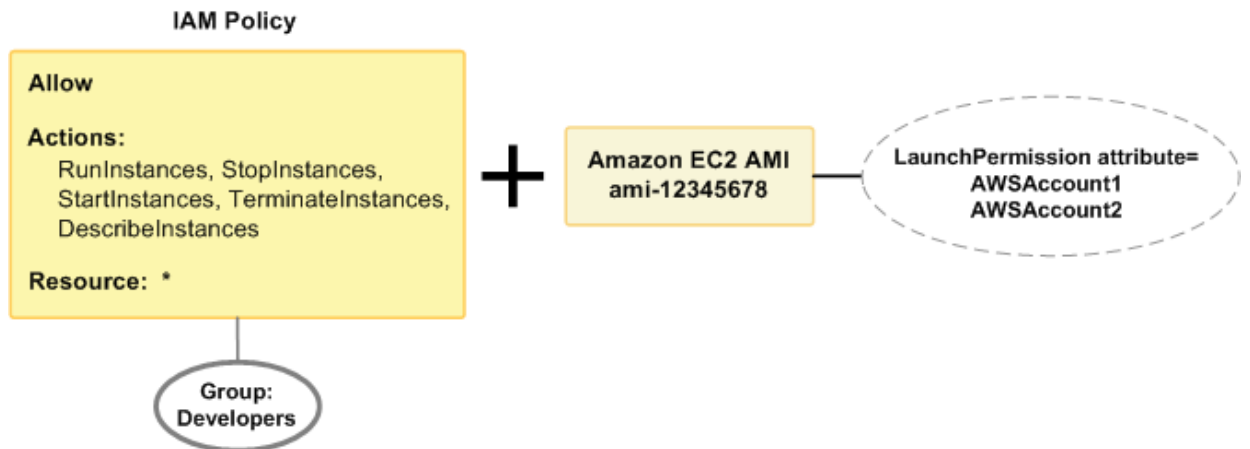 IAM Policy
Allow
Actions:
RunInstances, StopInstances,
StartInstances, TerminateInstances,
DescribeInstances
Resource: *
Group:
Developers
+
Amazon EC2 AMI
ami-12345678
LaunchPermission attribute=
AWSAccount1
AWSAccount2